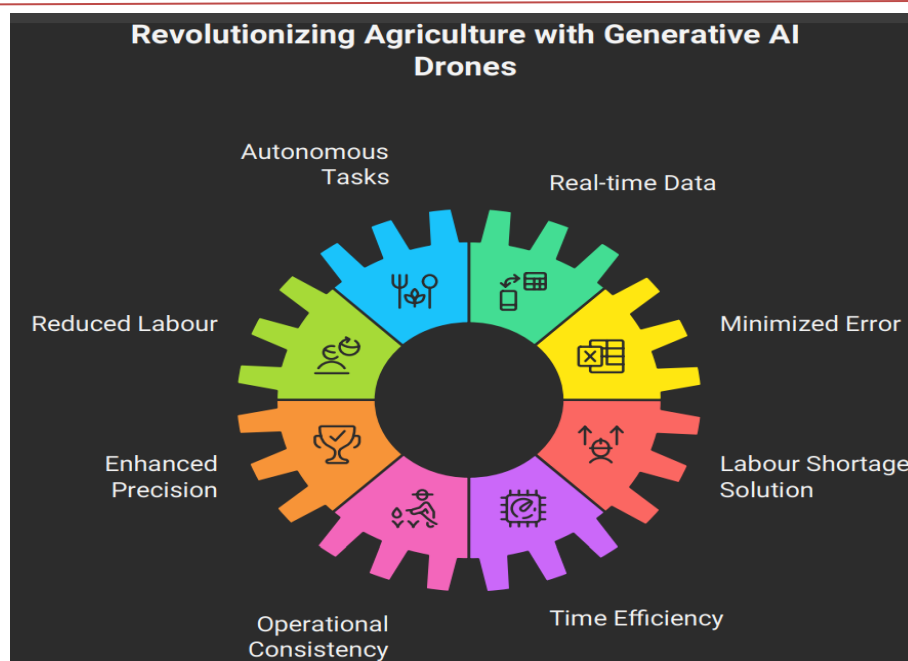 Revolutionizing Agriculture with Generative AI
Drones
Autonomous
Tasks
Real-time Data
Reduced Labour
Minimized Error
Enhanced
Precision
Labour Shortage
Solution
Operational
Consistency
Time Efficiency